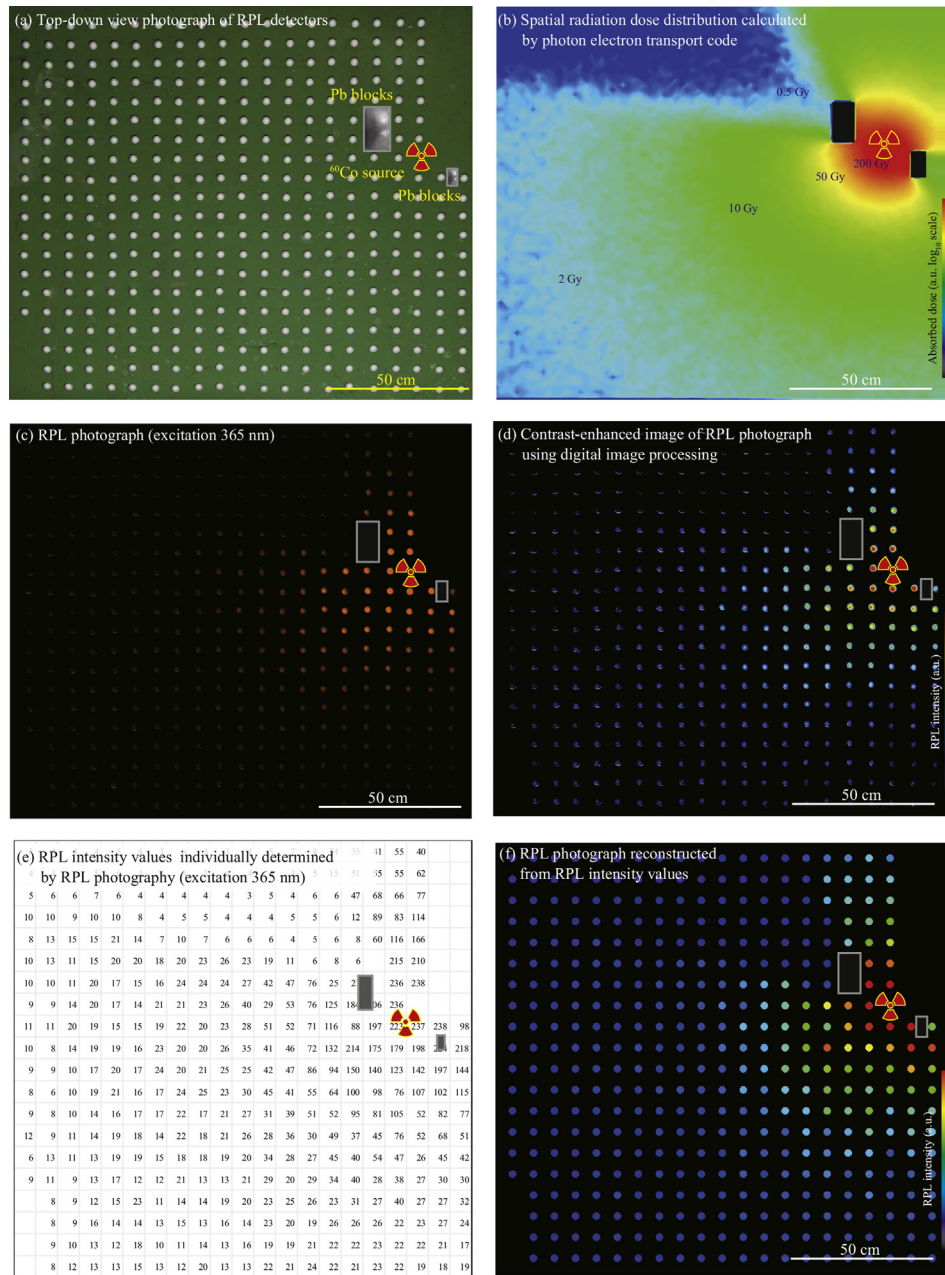 (a) Top-down view photograph of RPL detectors
Pb blocks
⁶⁰Co source
Pb blocks
50 cm
(b) Spatial radiation dose distribution calculated
by photon electron transport code
0.5 Gy
200 Gy
50 Gy
10 Gy
2 Gy
Absorbed dose (a.u. log₁₀ scale)
50 cm
(c) RPL photograph (excitation 365 nm)
50 cm
(d) Contrast-enhanced image of RPL photograph
using digital image processing
RPL intensity (a.u.)
50 cm
(e) RPL intensity values individually determined
by RPL photography (excitation 365 nm)
41 55 40
55 62
5 6 6 7 6 4 4 4 4 4 3 5 4 6 6 47 68 66 77
10 10 9 10 10 8 4 5 5 4 4 4 5 5 6 12 89 83 114
8 13 15 15 21 14 7 10 7 6 6 6 4 5 6 8 60 116 166
10 13 11 15 20 20 18 20 23 26 23 19 11 6 8 6 215 210
10 10 11 20 17 15 16 24 24 24 27 42 47 76 25 236 238
9 9 14 20 17 14 21 21 23 26 40 29 53 76 125 236
11 11 20 19 15 15 19 22 20 23 28 51 52 71 116 88 197 223 237 238 98
10 8 14 19 19 16 23 20 20 26 35 41 46 72 132 214 175 179 198 218
9 9 10 17 20 17 24 20 21 25 25 42 47 86 94 150 140 123 142 197 144
8 6 10 19 21 16 17 24 25 23 30 45 41 55 64 100 98 76 107 102 115
9 8 10 14 16 17 17 22 17 21 27 31 39 51 52 95 81 105 52 82 77
12 9 11 14 19 18 14 22 18 21 26 28 36 30 49 37 45 76 52 68 51
6 13 11 13 19 19 15 18 18 19 20 34 28 27 45 40 54 47 26 45 42
9 11 9 13 17 12 12 21 13 13 21 29 20 29 34 40 28 38 27 30 30
8 9 12 15 23 11 14 14 19 20 23 25 26 23 31 27 40 27 27 32
8 9 16 14 14 13 15 13 16 14 23 20 19 26 26 26 22 23 27 24
9 10 13 12 18 10 11 14 13 16 19 19 21 22 22 23 22 22 21 17
8 12 13 13 15 13 12 20 13 13 22 21 24 22 21 23 22 19 18 19
(f) RPL photograph reconstructed
from RPL intensity values
RPL intensity (a.u.)
50 cm